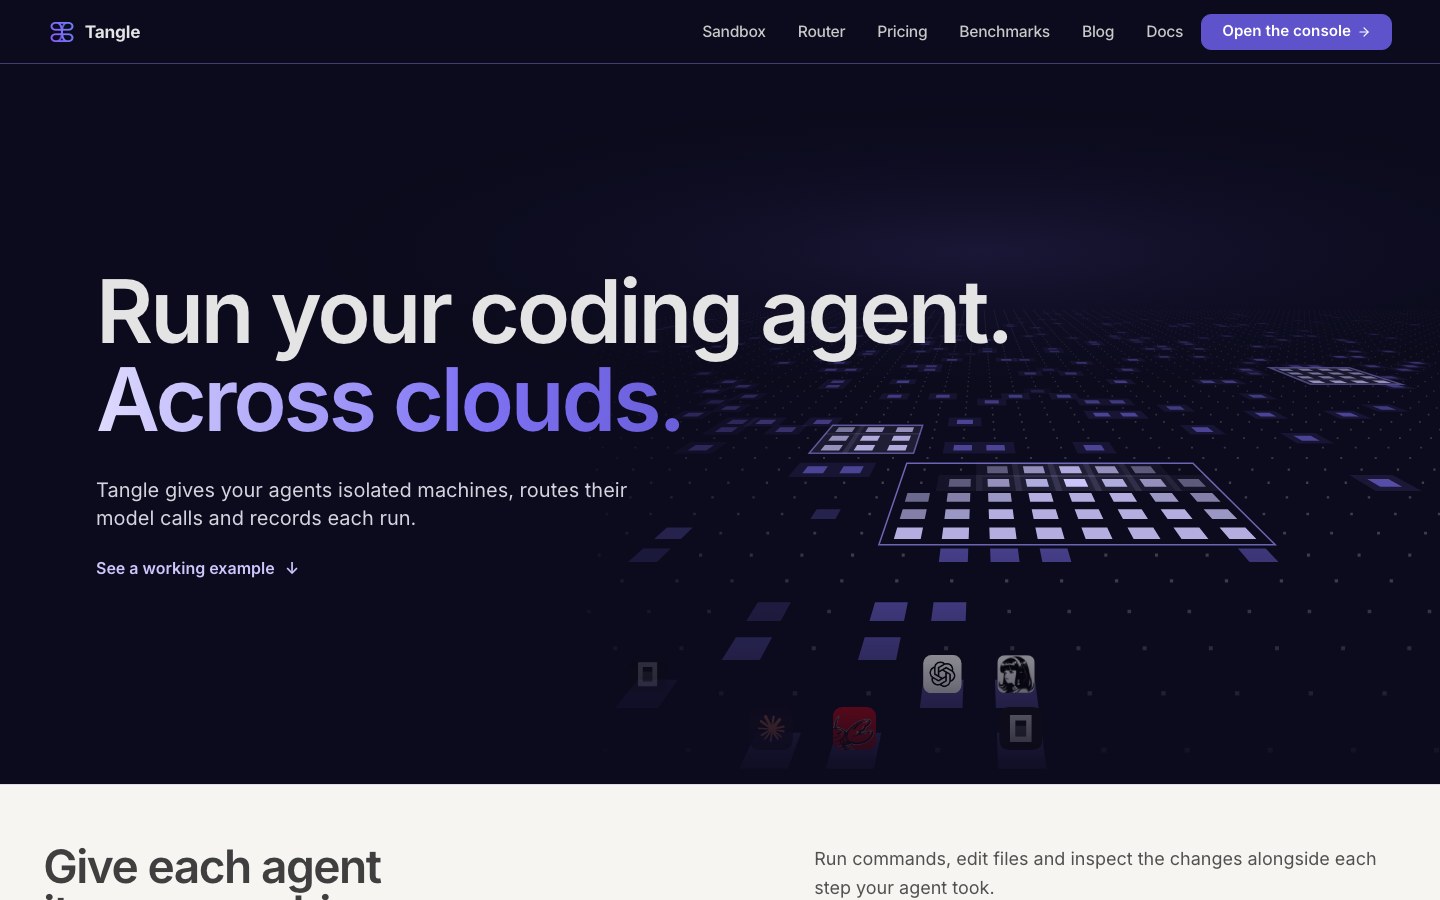 Tangle
Sandbox
Router
Pricing
Benchmarks
Blog
Docs
Open the console →
Run your coding agent.
Across clouds.
Tangle gives your agents isolated machines, routes their
model calls and records each run.
See a working example ↓
Give each agent
Run commands, edit files and inspect the changes alongside each
step your agent took.